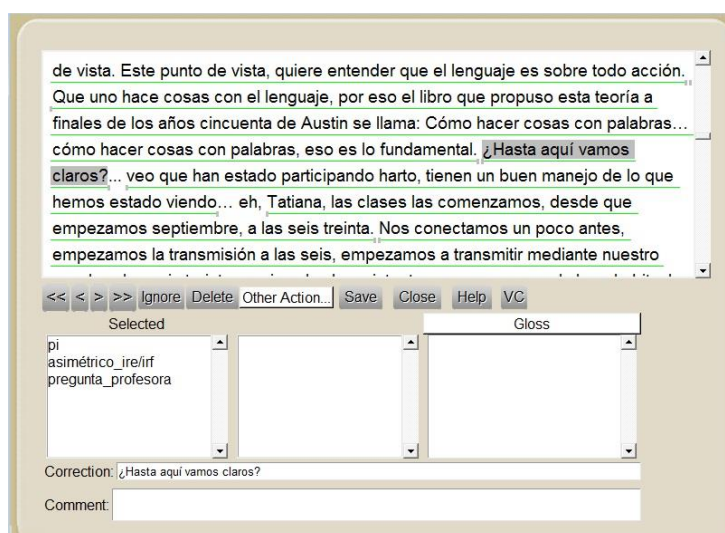 de vista. Este punto de vista, quiere entender que el lenguaje es sobre todo acción.
Que uno hace cosas con el lenguaje, por eso el libro que propuso esta teoría a
finales de los años cincuenta de Austin se llama: Cómo hacer cosas con palabras…
cómo hacer cosas con palabras, eso es lo fundamental. ¿Hasta aquí vamos
claros?... veo que han estado participando harto, tienen un buen manejo de lo que
hemos estado viendo… eh, Tatiana, las clases las comenzamos, desde que
empezamos septiembre, a las seis treinta. Nos conectamos un poco antes,
empezamos la transmisión a las seis, empezamos a transmitir mediante nuestro
<< < > >> Ignore Delete Other Action... Save Close Help VC
Selected Gloss
pi
asimétrico_ire/irf
pregunta_profesora
Correction: ¿Hasta aquí vamos claros?
Comment: